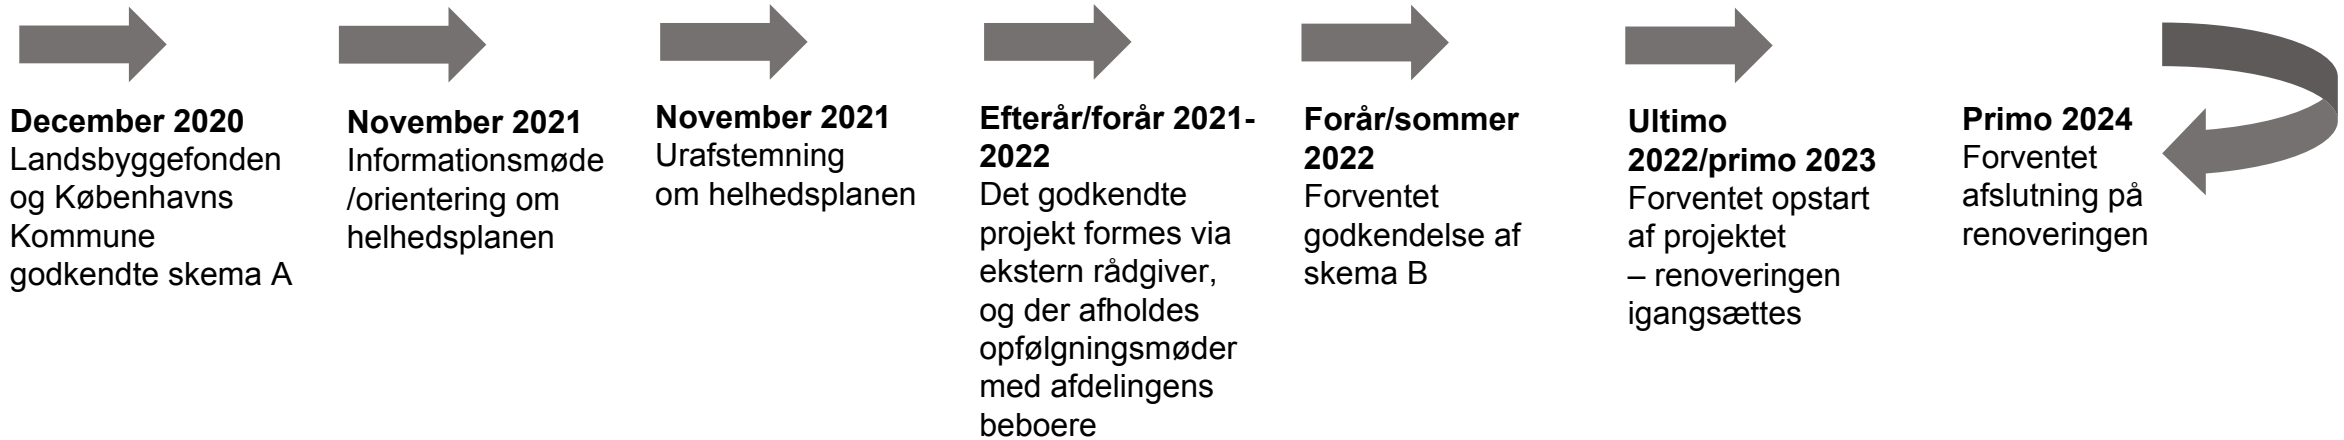 December 2020
Landsbyggefonden
og Københavns
Kommune
godkendte skema A
November 2021
Informationsmøde
/orientering om
helhedsplanen
November 2021
Urafstemning
om helhedsplanen
Efterår/forår 2021-
2022
Det godkendte
projekt formes via
ekstern rådgiver,
og der afholdes
opfølgningsmøder
med afdelingens
beboere
Forår/sommer
2022
Forventet
godkendelse af
skema B
Ultimo
2022/primo 2023
Forventet opstart
af projektet
– renoveringen
igangsættes
Primo 2024
Forventet
afslutning på
renoveringen